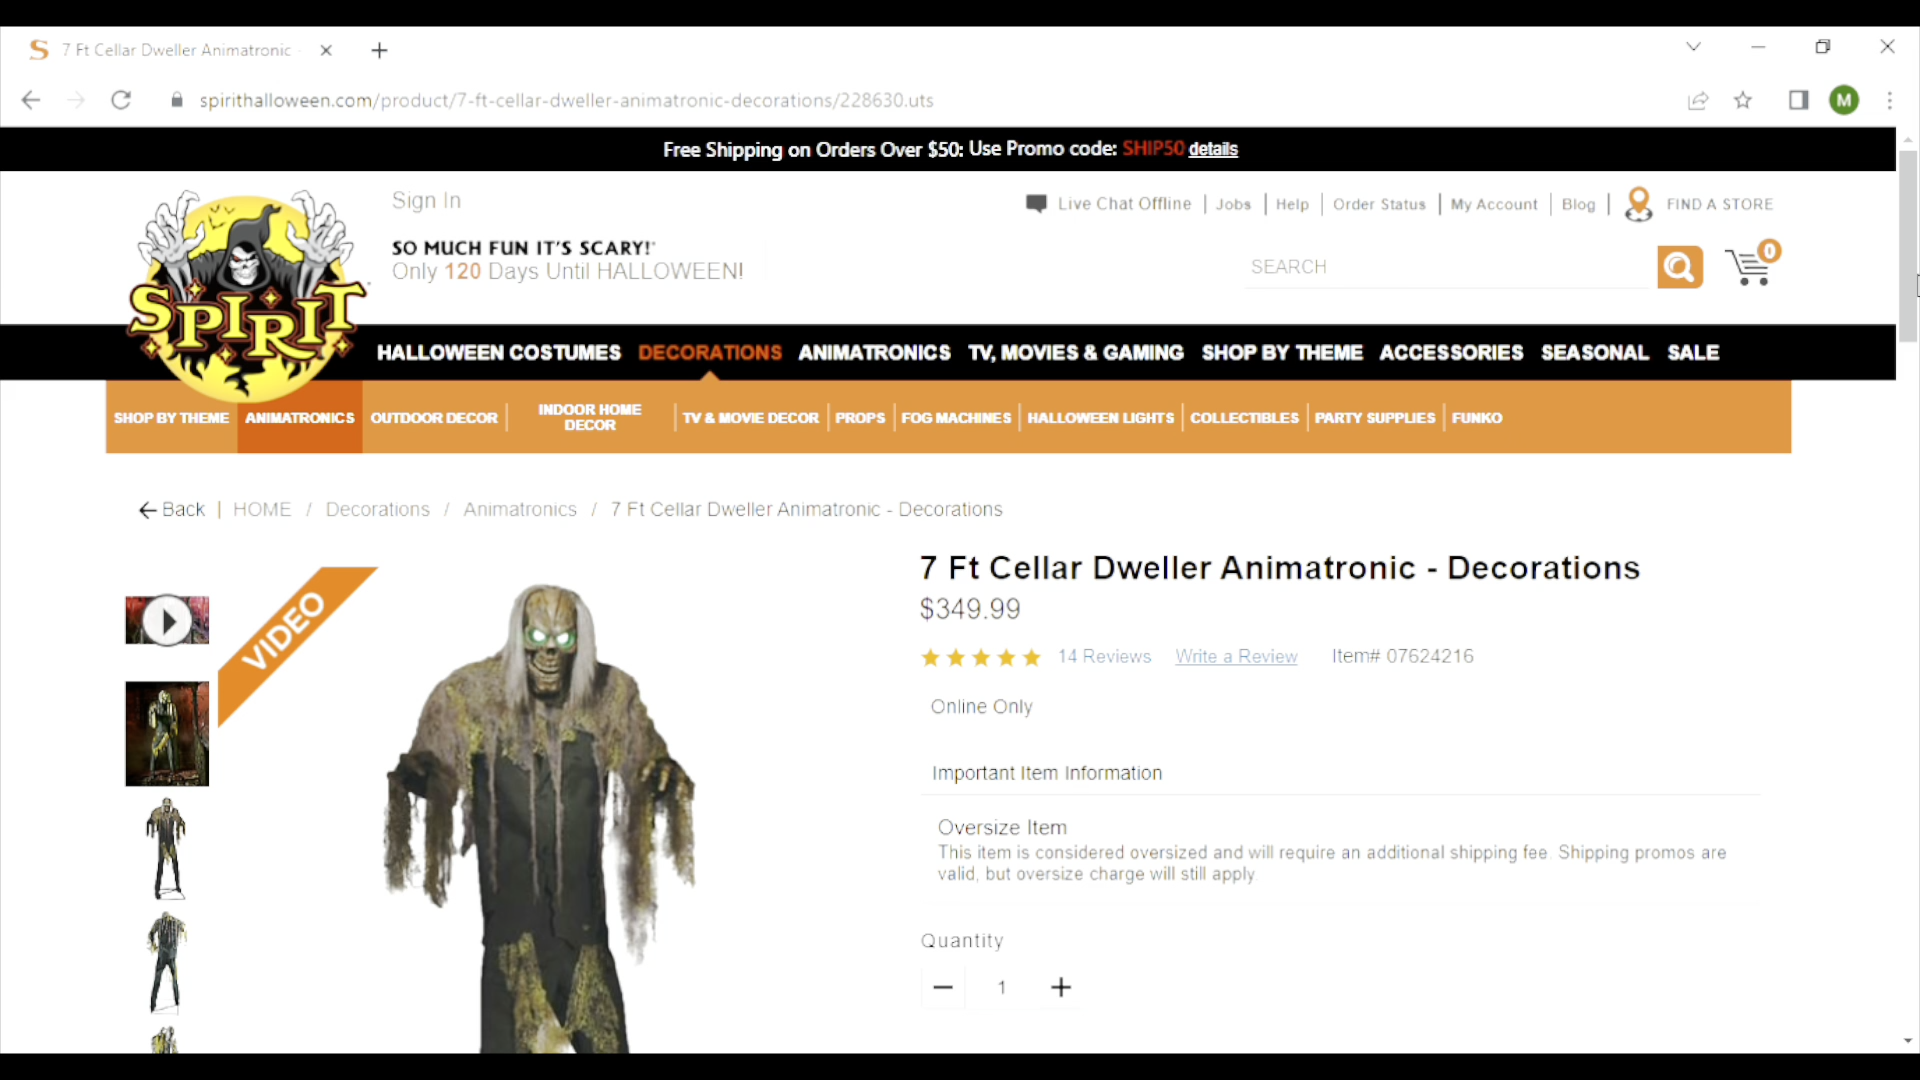 7 Ft Cellar Dweller Animatronic -
spirithalloween.com/product/7-ft-cellar-dweller-animatronic-decorations/228630.uts
M
Free Shipping on Orders Over $50: Use Promo code: SHIP50 details
Sign In
Live Chat Offline | Jobs | Help | Order Status | My Account | Blog | FIND A STORE
SO MUCH FUN IT'S SCARY!
Only 120 Days Until HALLOWEEN!
SEARCH
0
SPIRIT
HALLOWEEN COSTUMES DECORATIONS ANIMATRONICS TV, MOVIES & GAMING SHOP BY THEME ACCESSORIES SEASONAL SALE
SHOP BY THEME ANIMATRONICS OUTDOOR DECOR | INDOOR HOME DECOR | TV & MOVIE DECOR | PROPS | FOG MACHINES | HALLOWEEN LIGHTS | COLLECTIBLES | PARTY SUPPLIES | FUNKO
Back | HOME / Decorations / Animatronics / 7 Ft Cellar Dweller Animatronic - Decorations
VIDEO
7 Ft Cellar Dweller Animatronic - Decorations
$349.99
14 Reviews Write a Review Item# 07624216
Online Only
Important Item Information
Oversize Item
This item is considered oversized and will require an additional shipping fee. Shipping promos are
valid, but oversize charge will still apply.
Quantity
1